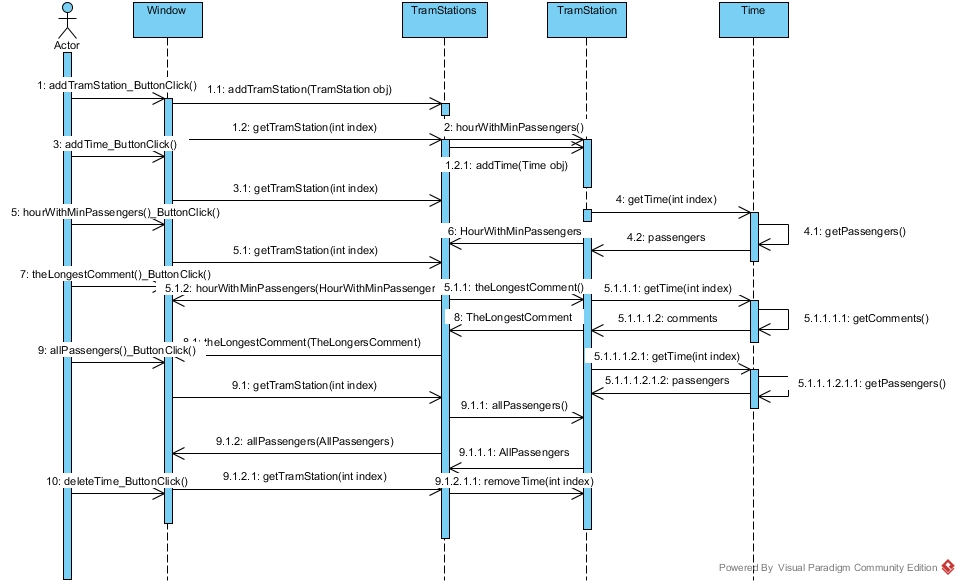 Window
TramStations
TramStation
Time
Actor
1: addTramStation_ButtonClick()
1.1: addTramStation(TramStation obj)
1.2: getTramStation(int index)
2: hourWithMinPassengers()
3: addTime_ButtonClick()
1.2.1: addTime(Time obj)
3.1: getTramStation(int index)
4: getTime(int index)
5: hourWithMinPassengers()_ButtonClick()
6: HourWithMinPassengers
4.1: getPassengers()
4.2: passengers
5.1: getTramStation(int index)
7: theLongestComment()_ButtonClick()
5.1.2: hourWithMinPassengers(HourWithMinPassenger
5.1.1: theLongestComment()
5.1.1.1: getTime(int index)
8: TheLongestComment
5.1.1.1.2: comments
5.1.1.1.1: getComments()
8.1: theLongestComment(TheLongersComment)
9: allPassengers()_ButtonClick()
5.1.1.1.2.1: getTime(int index)
9.1: getTramStation(int index)
5.1.1.1.2.1.2: passengers
5.1.1.1.2.1.1: getPassengers()
9.1.1: allPassengers()
9.1.2: allPassengers(AllPassengers)
9.1.1.1: AllPassengers
10: deleteTime_ButtonClick()
9.1.2.1: getTramStation(int index)
9.1.2.1.1: removeTime(int index)
Powered By Visual Paradigm Community Edition